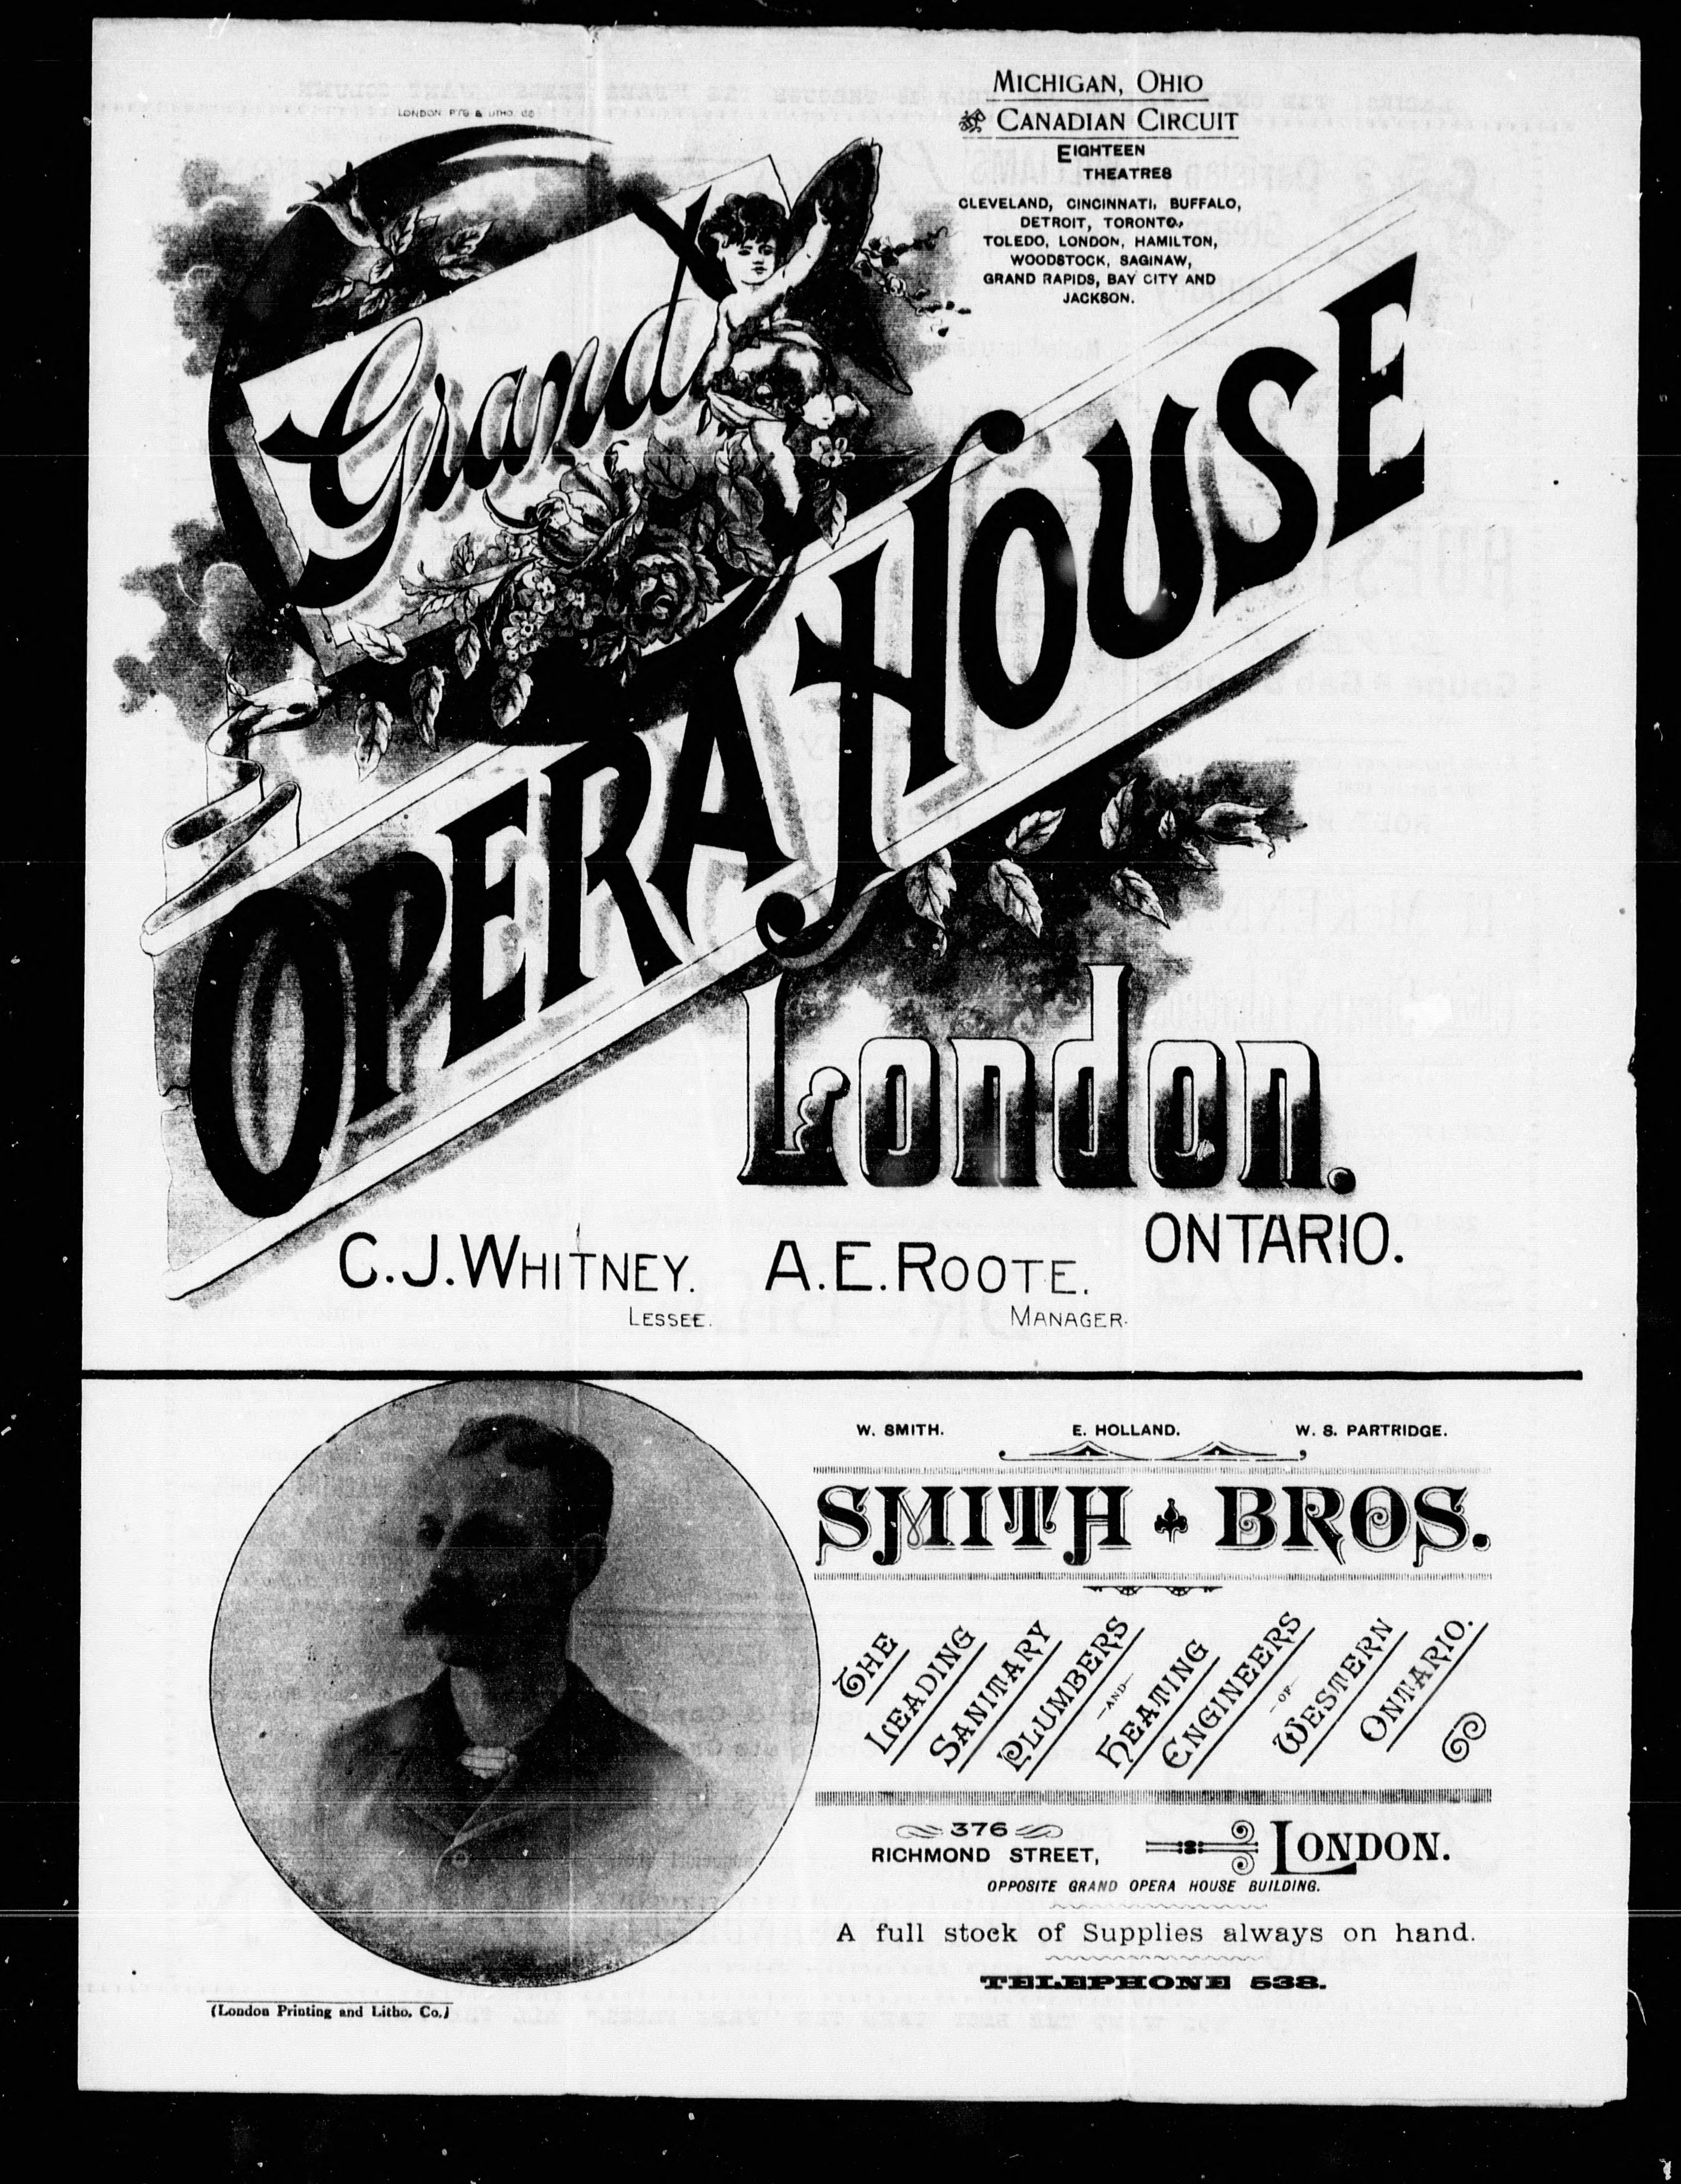 MICHIGAN, OHIO
CANADIAN CIRCUIT
EIGHTEEN
THEATRES
CLEVELAND, CINCINNATI, BUFFALO,
DETROIT, TORONTO,
TOLEDO, LONDON, HAMILTON,
WOODSTOCK, SAGINAW,
GRAND RAPIDS, BAY CITY AND
JACKSON.
LONDON PTG & LITHO. CO
Grand
OPERA HOUSE
London.
ONTARIO.
C.J. WHITNEY. A.E. ROOTE.
LESSEE. MANAGER.
W. SMITH. E. HOLLAND. W. S. PARTRIDGE.
SMITH BROS.
THE
LEADING
SANITARY
PLUMBERS
—AND—
HEATING
ENGINEERS
—OF—
WESTERN
ONTARIO.
376
RICHMOND STREET, LONDON.
OPPOSITE GRAND OPERA HOUSE BUILDING.
A full stock of Supplies always on hand.
TELEPHONE 538.
(London Printing and Litho. Co.)